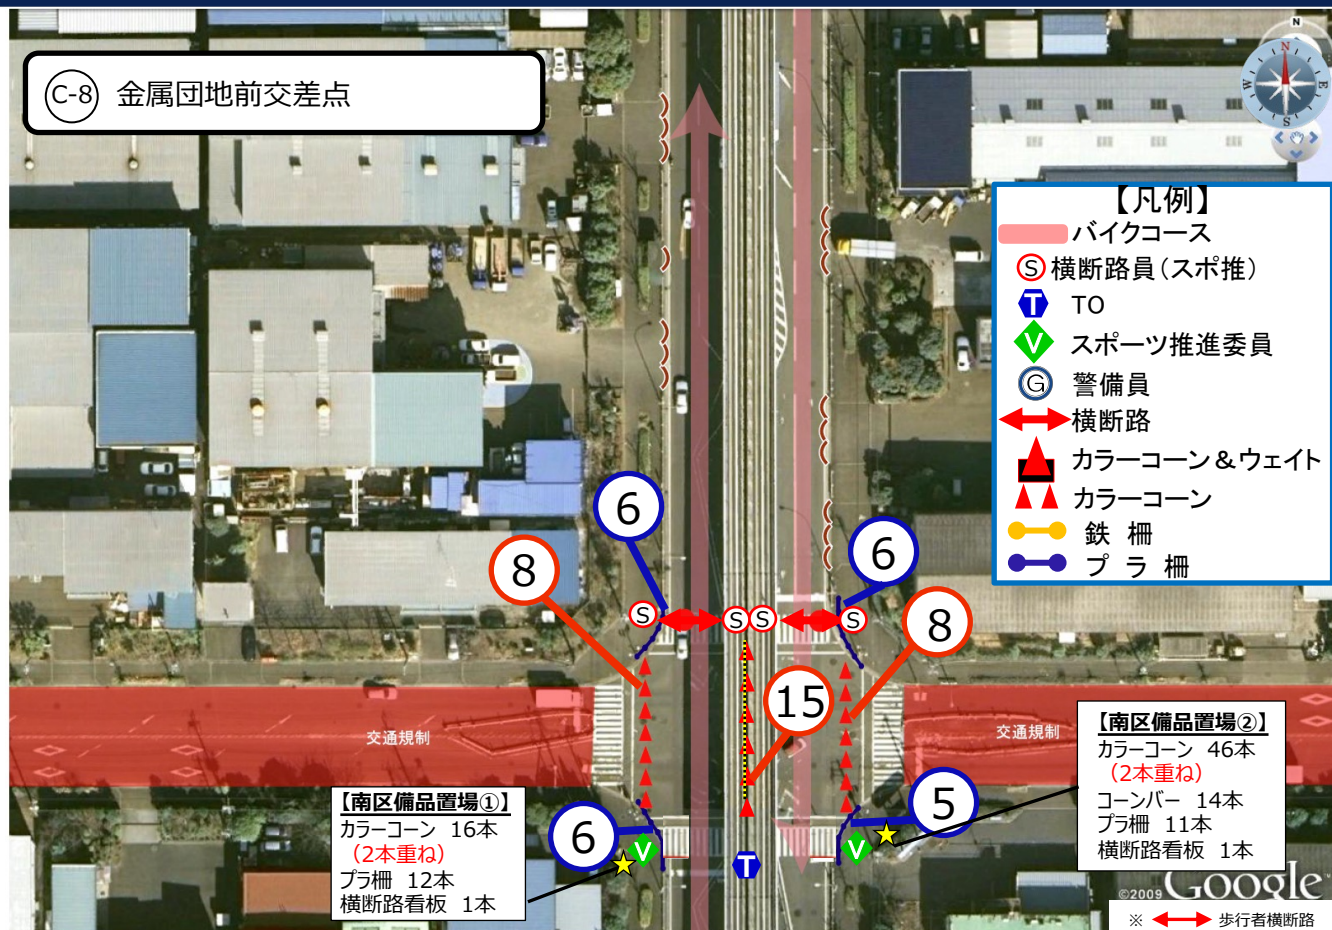 C-8 金属団地前交差点
N
N
W
E
S
【凡例】
バイクコース
S 横断路員（スポ推）
T TO
V スポーツ推進委員
G 警備員
横断路
カラーコーン＆ウェイト
カラーコーン
鉄 柵
プ ラ 柵
6
6
8
8
S
S
S
S
15
交通規制
交通規制
【南区備品置場②】
カラーコーン 46本
（2本重ね）
コーンバー 14本
プラ柵 11本
横断路看板 1本
【南区備品置場①】
カラーコーン 16本
（2本重ね）
プラ柵 12本
横断路看板 1本
6
5
V
V
T
©2009 Google
※ 歩行者横断路